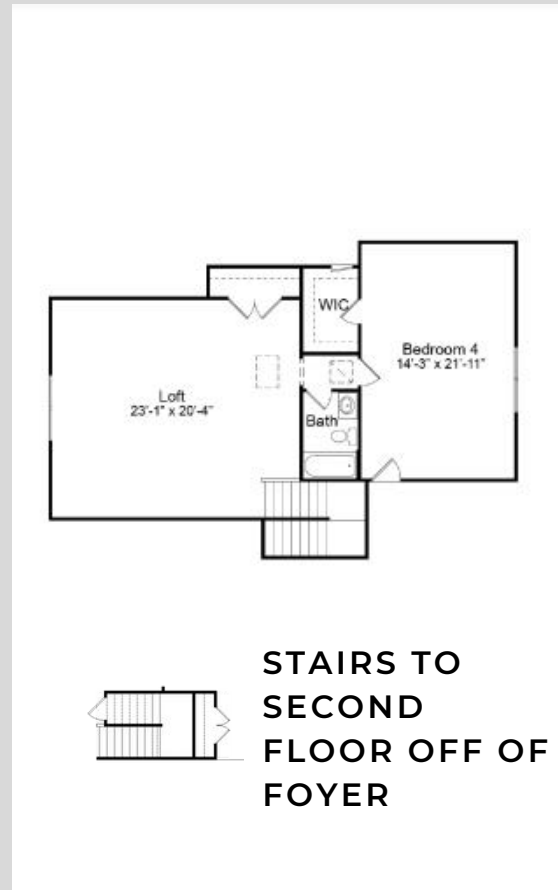 WIC
Bedroom 4
14'-3" x 21'-11"
Loft
23'-1" x 20'-4"
Bath
STAIRS TO
SECOND
FLOOR OFF OF
FOYER